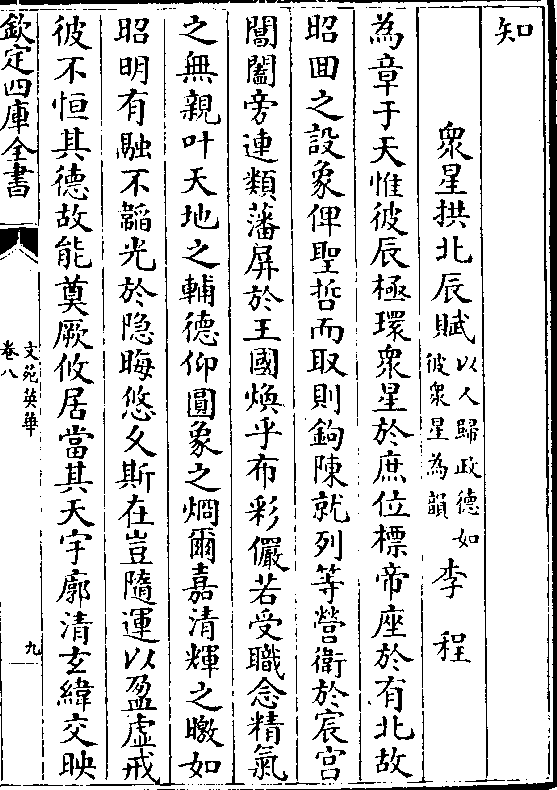 知
衆星拱北辰賦以人歸政德如彼衆星為韻 李程
為章于天惟彼辰極環衆星於庶位標帝座於有北故
昭回之設象俾聖哲而取則鉤陳就列等營衛於宸宫
閶闔旁連類藩屏於王國煥乎布彩儼若受職念精氣
之無親叶天地之輔德仰圓象之烱爾嘉清輝之曒如
昭明有融不韜光於隐晦悠久斯在豈隨運以盈虚戒
彼不恒其德故能奠厥攸居當其天宇廓清玄緯交映
欽定四庫全書
文苑英華
卷八
九